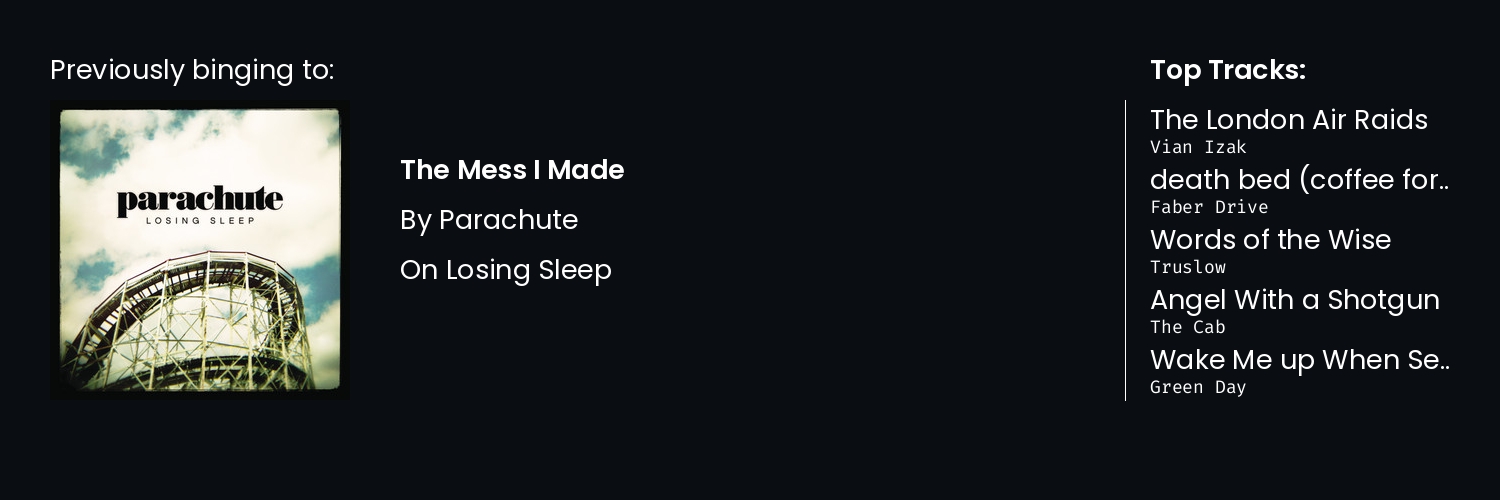 Previously binging to:
parachute
LOSING SLEEP
The Mess I Made
By Parachute
On Losing Sleep
Top Tracks:
The London Air Raids
Vian Izak
death bed (coffee for..
Faber Drive
Words of the Wise
Truslow
Angel With a Shotgun
The Cab
Wake Me up When Se..
Green Day